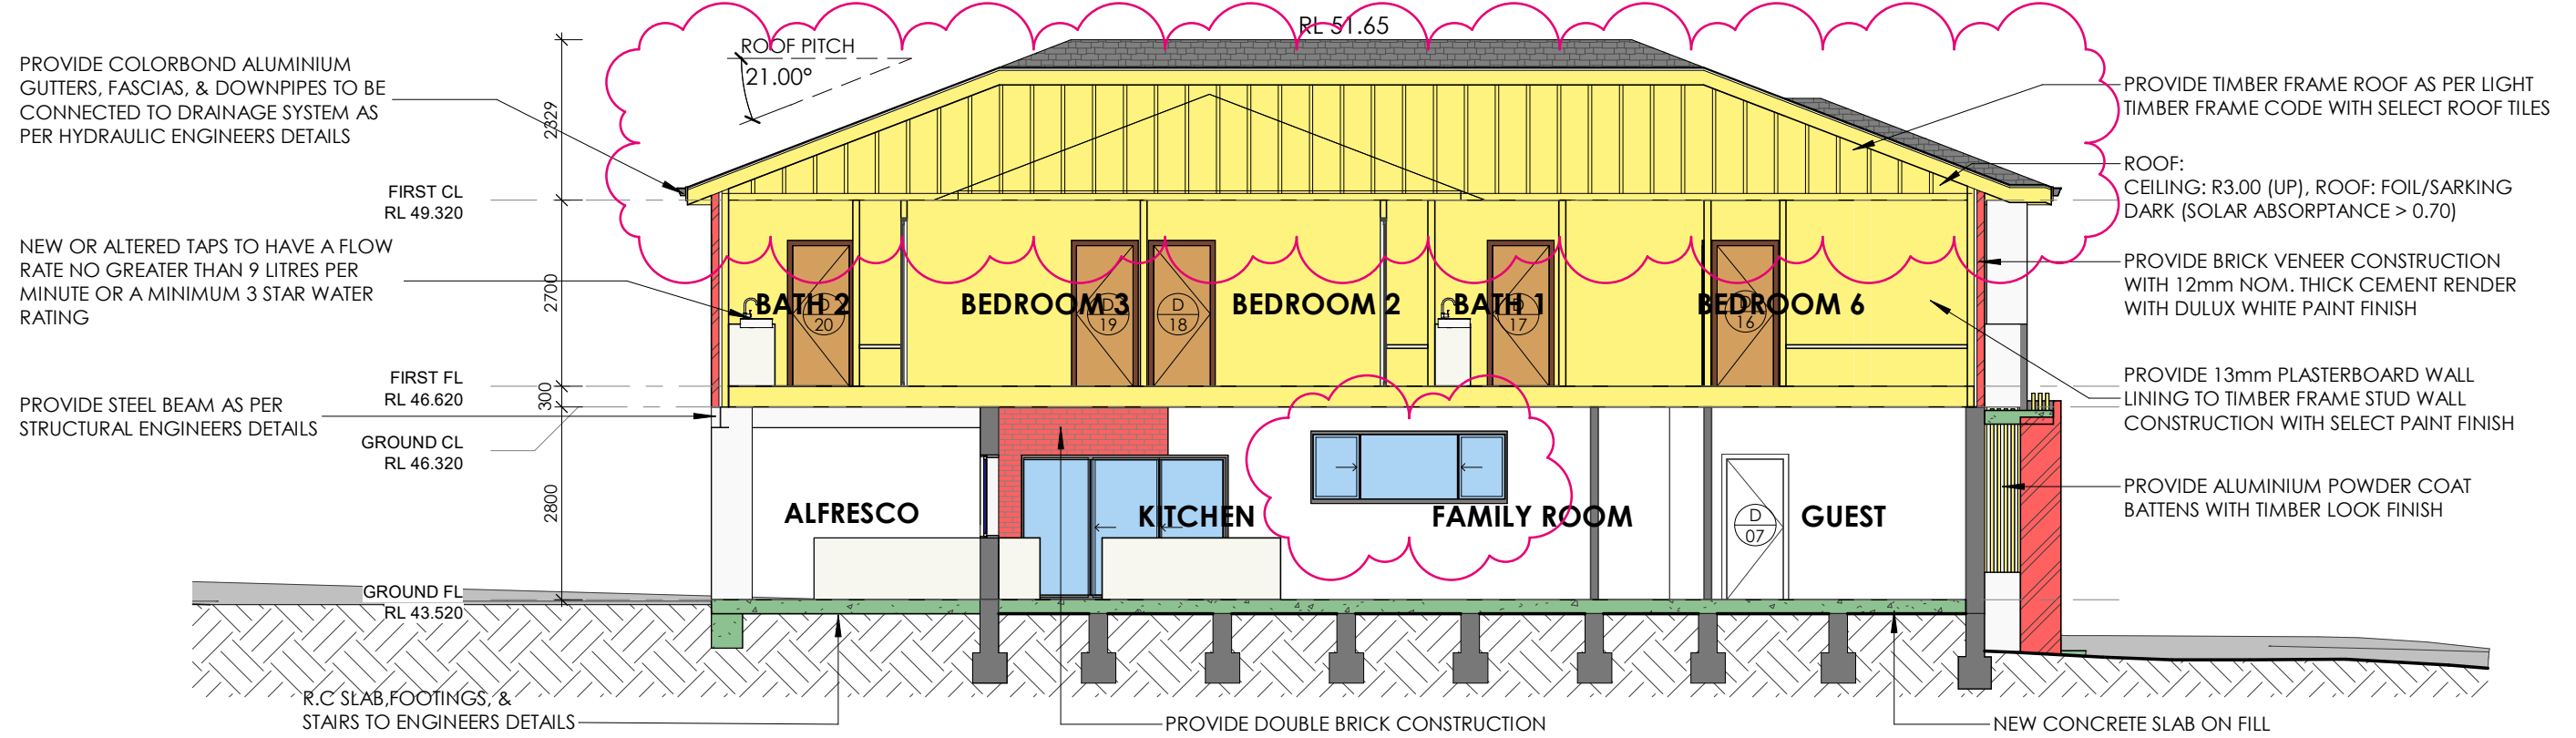 RL 51.65
ROOF PITCH
21.00°
PROVIDE COLORBOND ALUMINIUM
GUTTERS, FASCIAS, & DOWNPIPES TO BE
CONNECTED TO DRAINAGE SYSTEM AS
PER HYDRAULIC ENGINEERS DETAILS
2329
FIRST CL
RL 49.320
NEW OR ALTERED TAPS TO HAVE A FLOW
RATE NO GREATER THAN 9 LITRES PER
MINUTE OR A MINIMUM 3 STAR WATER
RATING
2700
FIRST FL
RL 46.620
300
PROVIDE STEEL BEAM AS PER
STRUCTURAL ENGINEERS DETAILS
GROUND CL
RL 46.320
2800
GROUND FL
RL 43.520
BATH 2
D
20
BEDROOM 3
D
19
D
18
BEDROOM 2
BATH 1
D
17
BEDROOM 6
D
16
ALFRESCO
KITCHEN
FAMILY ROOM
D
07
GUEST
PROVIDE TIMBER FRAME ROOF AS PER LIGHT
TIMBER FRAME CODE WITH SELECT ROOF TILES
ROOF:
CEILING: R3.00 (UP), ROOF: FOIL/SARKING
DARK (SOLAR ABSORPTANCE > 0.70)
PROVIDE BRICK VENEER CONSTRUCTION
WITH 12mm NOM. THICK CEMENT RENDER
WITH DULUX WHITE PAINT FINISH
PROVIDE 13mm PLASTERBOARD WALL
LINING TO TIMBER FRAME STUD WALL
CONSTRUCTION WITH SELECT PAINT FINISH
PROVIDE ALUMINIUM POWDER COAT
BATTENS WITH TIMBER LOOK FINISH
R.C SLAB,FOOTINGS, &
STAIRS TO ENGINEERS DETAILS
PROVIDE DOUBLE BRICK CONSTRUCTION
NEW CONCRETE SLAB ON FILL